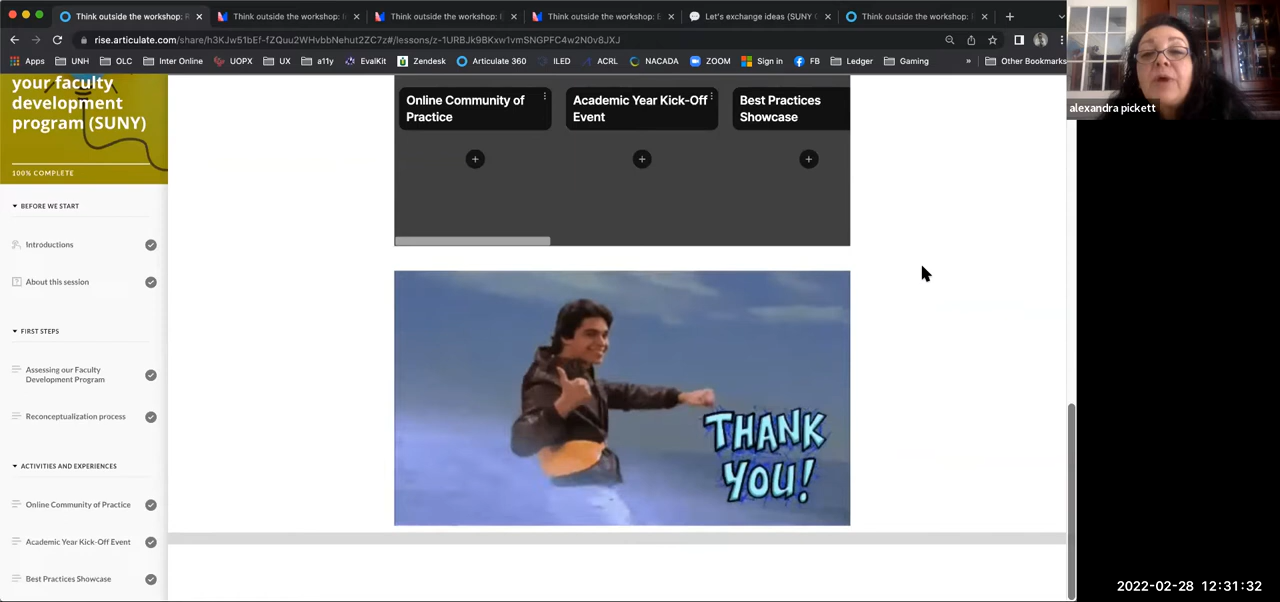 Think outside the workshop: R
Think outside the workshop: I
Think outside the workshop: E
Think outside the workshop: E
Let's exchange ideas (SUNY C
Think outside the workshop: E
rise.articulate.com/share/h3KJw51bEf-fZQuu2WHvbbNehut2ZC7z#/lessons/z-1URBJk9BKxw1vmSNGPFC4w2N0v8JXJ
Apps UNH OLC Inter Online UOPX UX a11y EvalKit Zendesk Articulate 360 ILED ACRL NACADA ZOOM Sign in FB Ledger Gaming » Other Bookmarks
alexandra pickett
your faculty
development
program (SUNY)
100% COMPLETE
BEFORE WE START
Introductions
About this session
FIRST STEPS
Assessing our Faculty
Development Program
Reconceptualization process
ACTIVITIES AND EXPERIENCES
Online Community of Practice
Academic Year Kick-Off Event
Best Practices Showcase
Online Community of
Practice
Academic Year Kick-Off
Event
Best Practices
Showcase
THANK
YOU!
2022-02-28 12:31:32